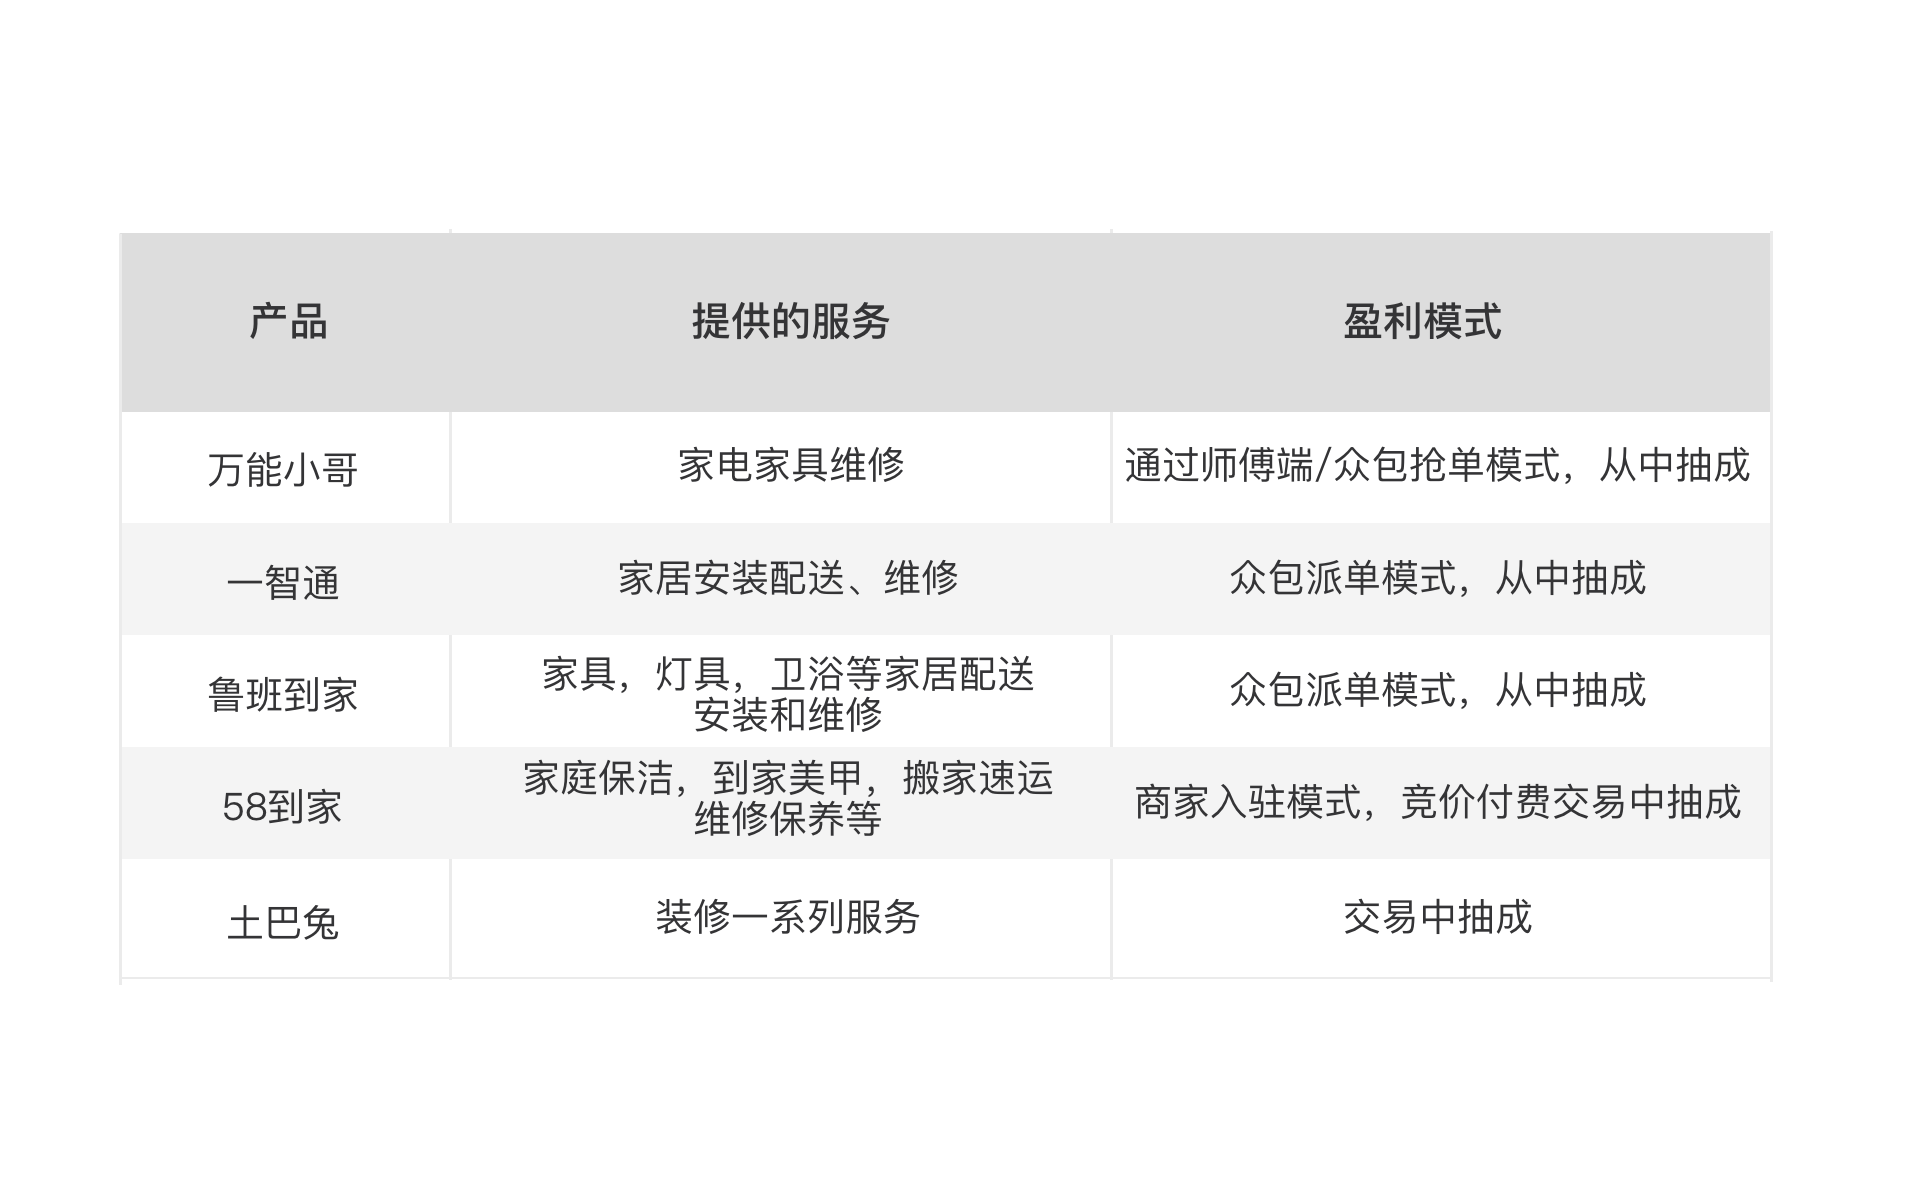 产品 提供的服务 盈利模式
万能小哥 家电家具维修 通过师傅端/众包抢单模式，从中抽成
一智通 家居安装配送、维修 众包派单模式，从中抽成
鲁班到家 家具，灯具，卫浴等家居配送 众包派单模式，从中抽成
安装和维修
58到家 家庭保洁，到家美甲，搬家速运 商家入驻模式，竞价付费交易中抽成
维修保养等
土巴兔 装修一系列服务 交易中抽成